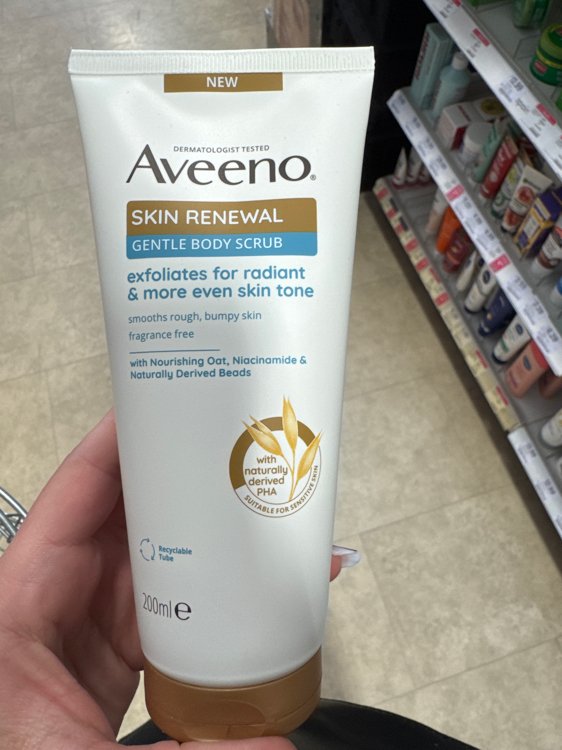 NEW
DERMATOLOGIST TESTED
Aveeno®
SKIN RENEWAL
GENTLE BODY SCRUB
exfoliates for radiant
& more even skin tone
smooths rough, bumpy skin
fragrance free
with Nourishing Oat, Niacinamide &
Naturally Derived Beads
with
naturally
derived
PHA
SUITABLE FOR SENSITIVE SKIN
Recyclable
Tube
200ml e